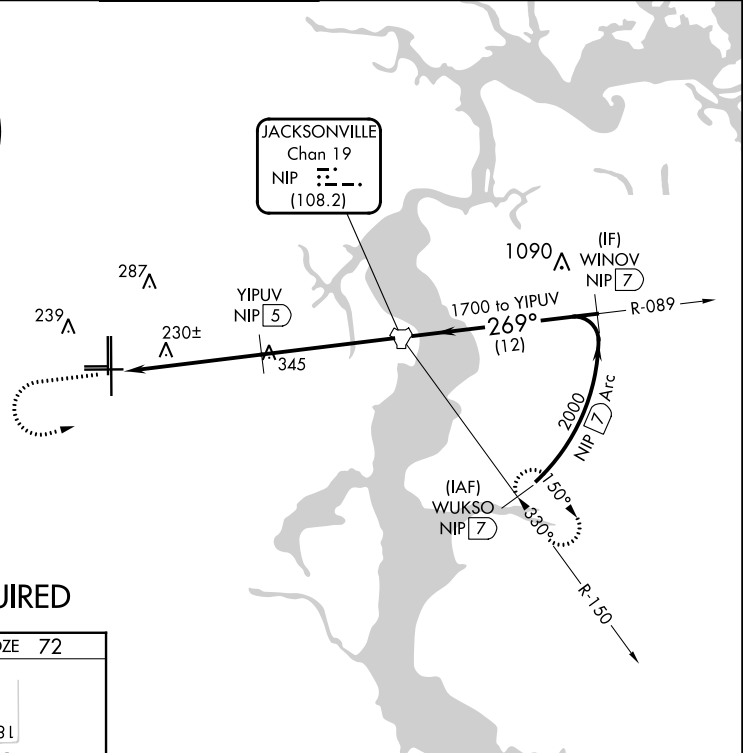 JACKSONVILLE
Chan 19
NIP
(108.2)
1090
(IF)
WINOV
NIP 7
287
239
230±
YIPUV
NIP 5
345
1700 to YIPUV
269°
(12)
R-089
2000
NIP 7 Arc
(IAF)
WUKSO
NIP 7
150°
330°
R-150
UIRED
DZE 72